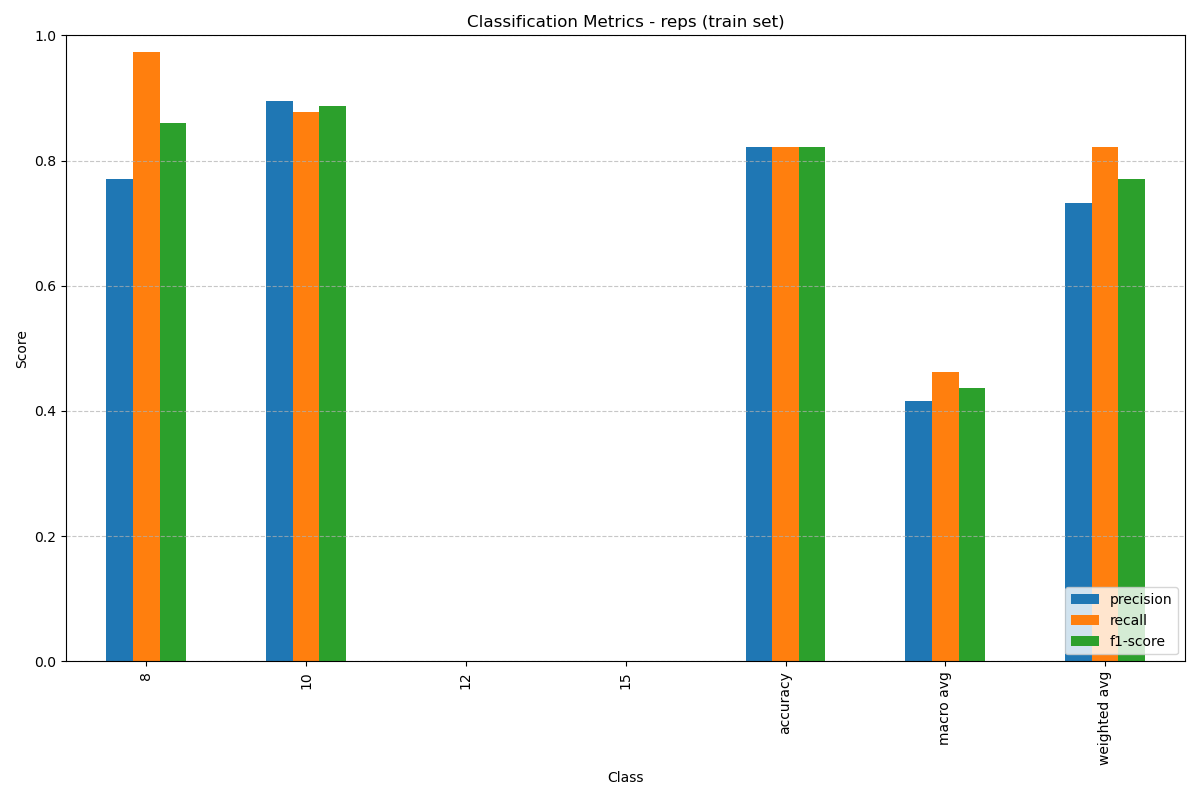 Classification Metrics - reps (train set)
1.0
0.8
0.6
0.4
0.2
0.0
Score
8
10
12
15
accuracy
macro avg
weighted avg
Class
precision
recall
f1-score